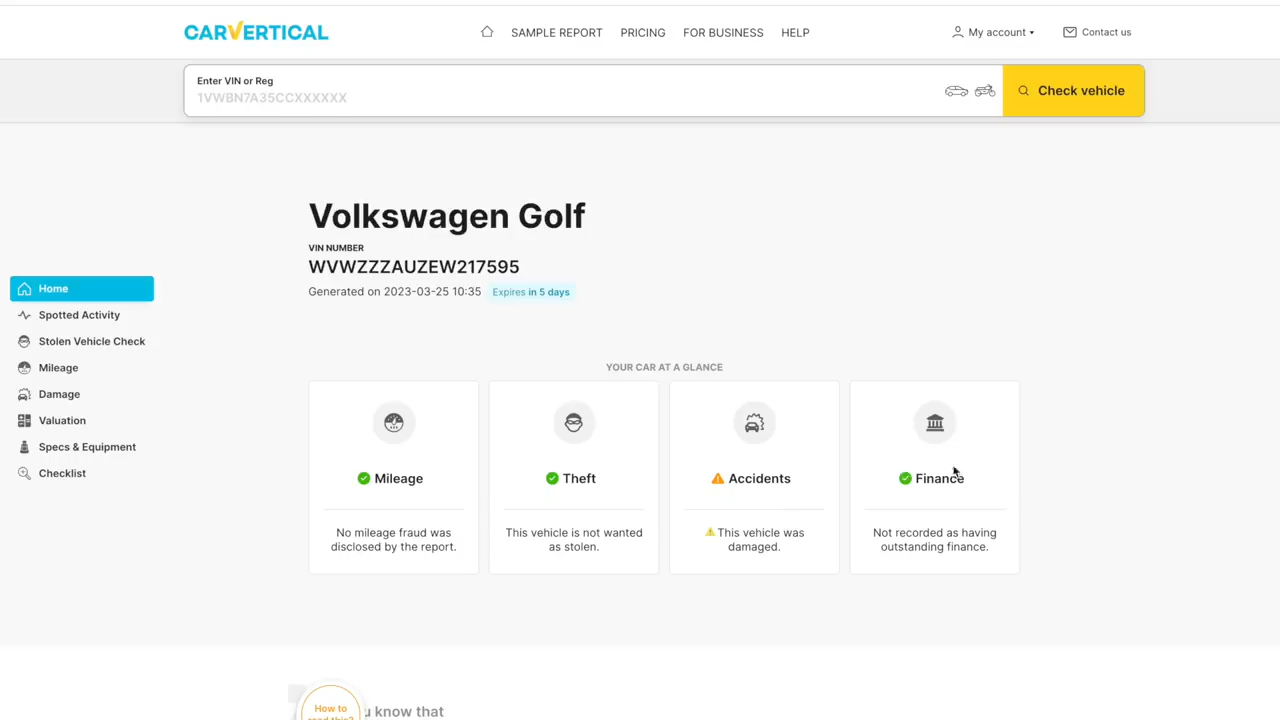 CARVERTICAL
SAMPLE REPORT
PRICING
FOR BUSINESS
HELP
My account
Contact us
Enter VIN or Reg
1VWBN7A35CCXXXXXX
Check vehicle
Volkswagen Golf
VIN NUMBER
WVWZZZAUZEW217595
Generated on 2023-03-25 10:35
Expires in 5 days
Home
Spotted Activity
Stolen Vehicle Check
Mileage
Damage
Valuation
Specs & Equipment
Checklist
YOUR CAR AT A GLANCE
Mileage
No mileage fraud was
disclosed by the report.
Theft
This vehicle is not wanted
as stolen.
Accidents
This vehicle was
damaged.
Finance
Not recorded as having
outstanding finance.
How to
read this?
u know that